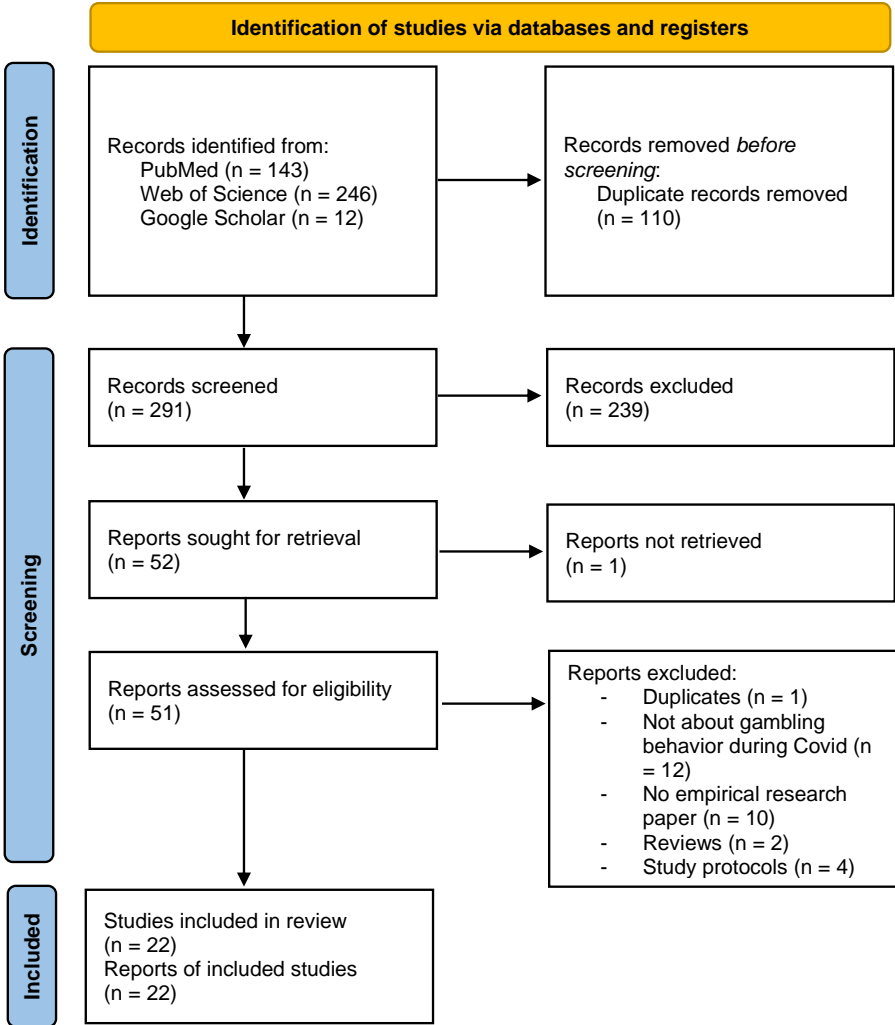 Identification of studies via databases and registers
Identification
Records identified from:
PubMed (n = 143)
Web of Science (n = 246)
Google Scholar (n = 12)
Records removed before
screening:
Duplicate records removed
(n = 110)
Screening
Records screened
(n = 291)
Records excluded
(n = 239)
Reports sought for retrieval
(n = 52)
Reports not retrieved
(n = 1)
Reports assessed for eligibility
(n = 51)
Reports excluded:
- Duplicates (n = 1)
- Not about gambling
behavior during Covid (n
= 12)
- No empirical research
paper (n = 10)
- Reviews (n = 2)
- Study protocols (n = 4)
Included
Studies included in review
(n = 22)
Reports of included studies
(n = 22)